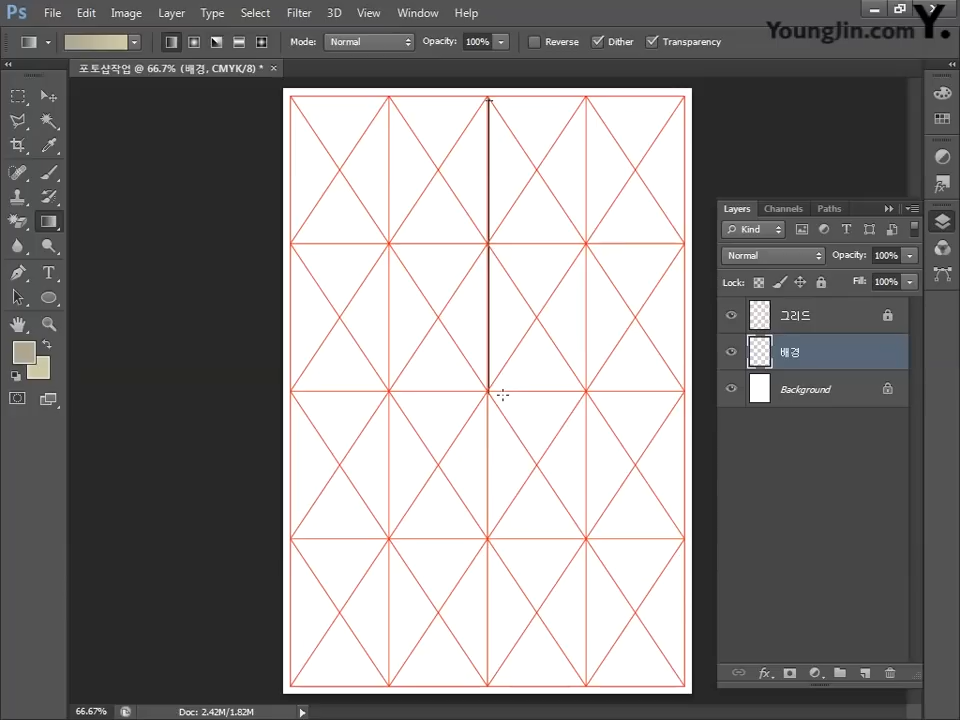 Ps File Edit Image Layer Type Select Filter 3D View Window Help
YoungJin.com Y.
Mode: Normal Opacity: 100% Reverse Dither Transparency
포토샵작업 @ 66.7% (배경, CMYK/8) * ×
Layers Channels Paths
Kind
Normal Opacity: 100%
Lock: Fill: 100%
그리드
배경
Background
fx
66.67% Doc: 2.42M/1.82M